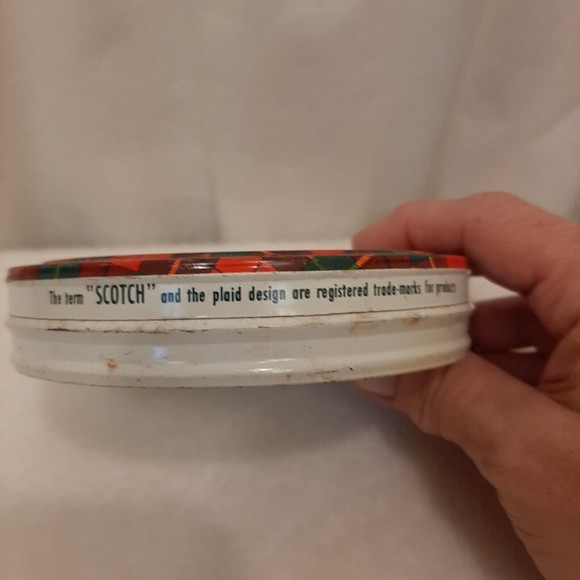 The term "SCOTCH" and the plaid design are registered trade-marks for products